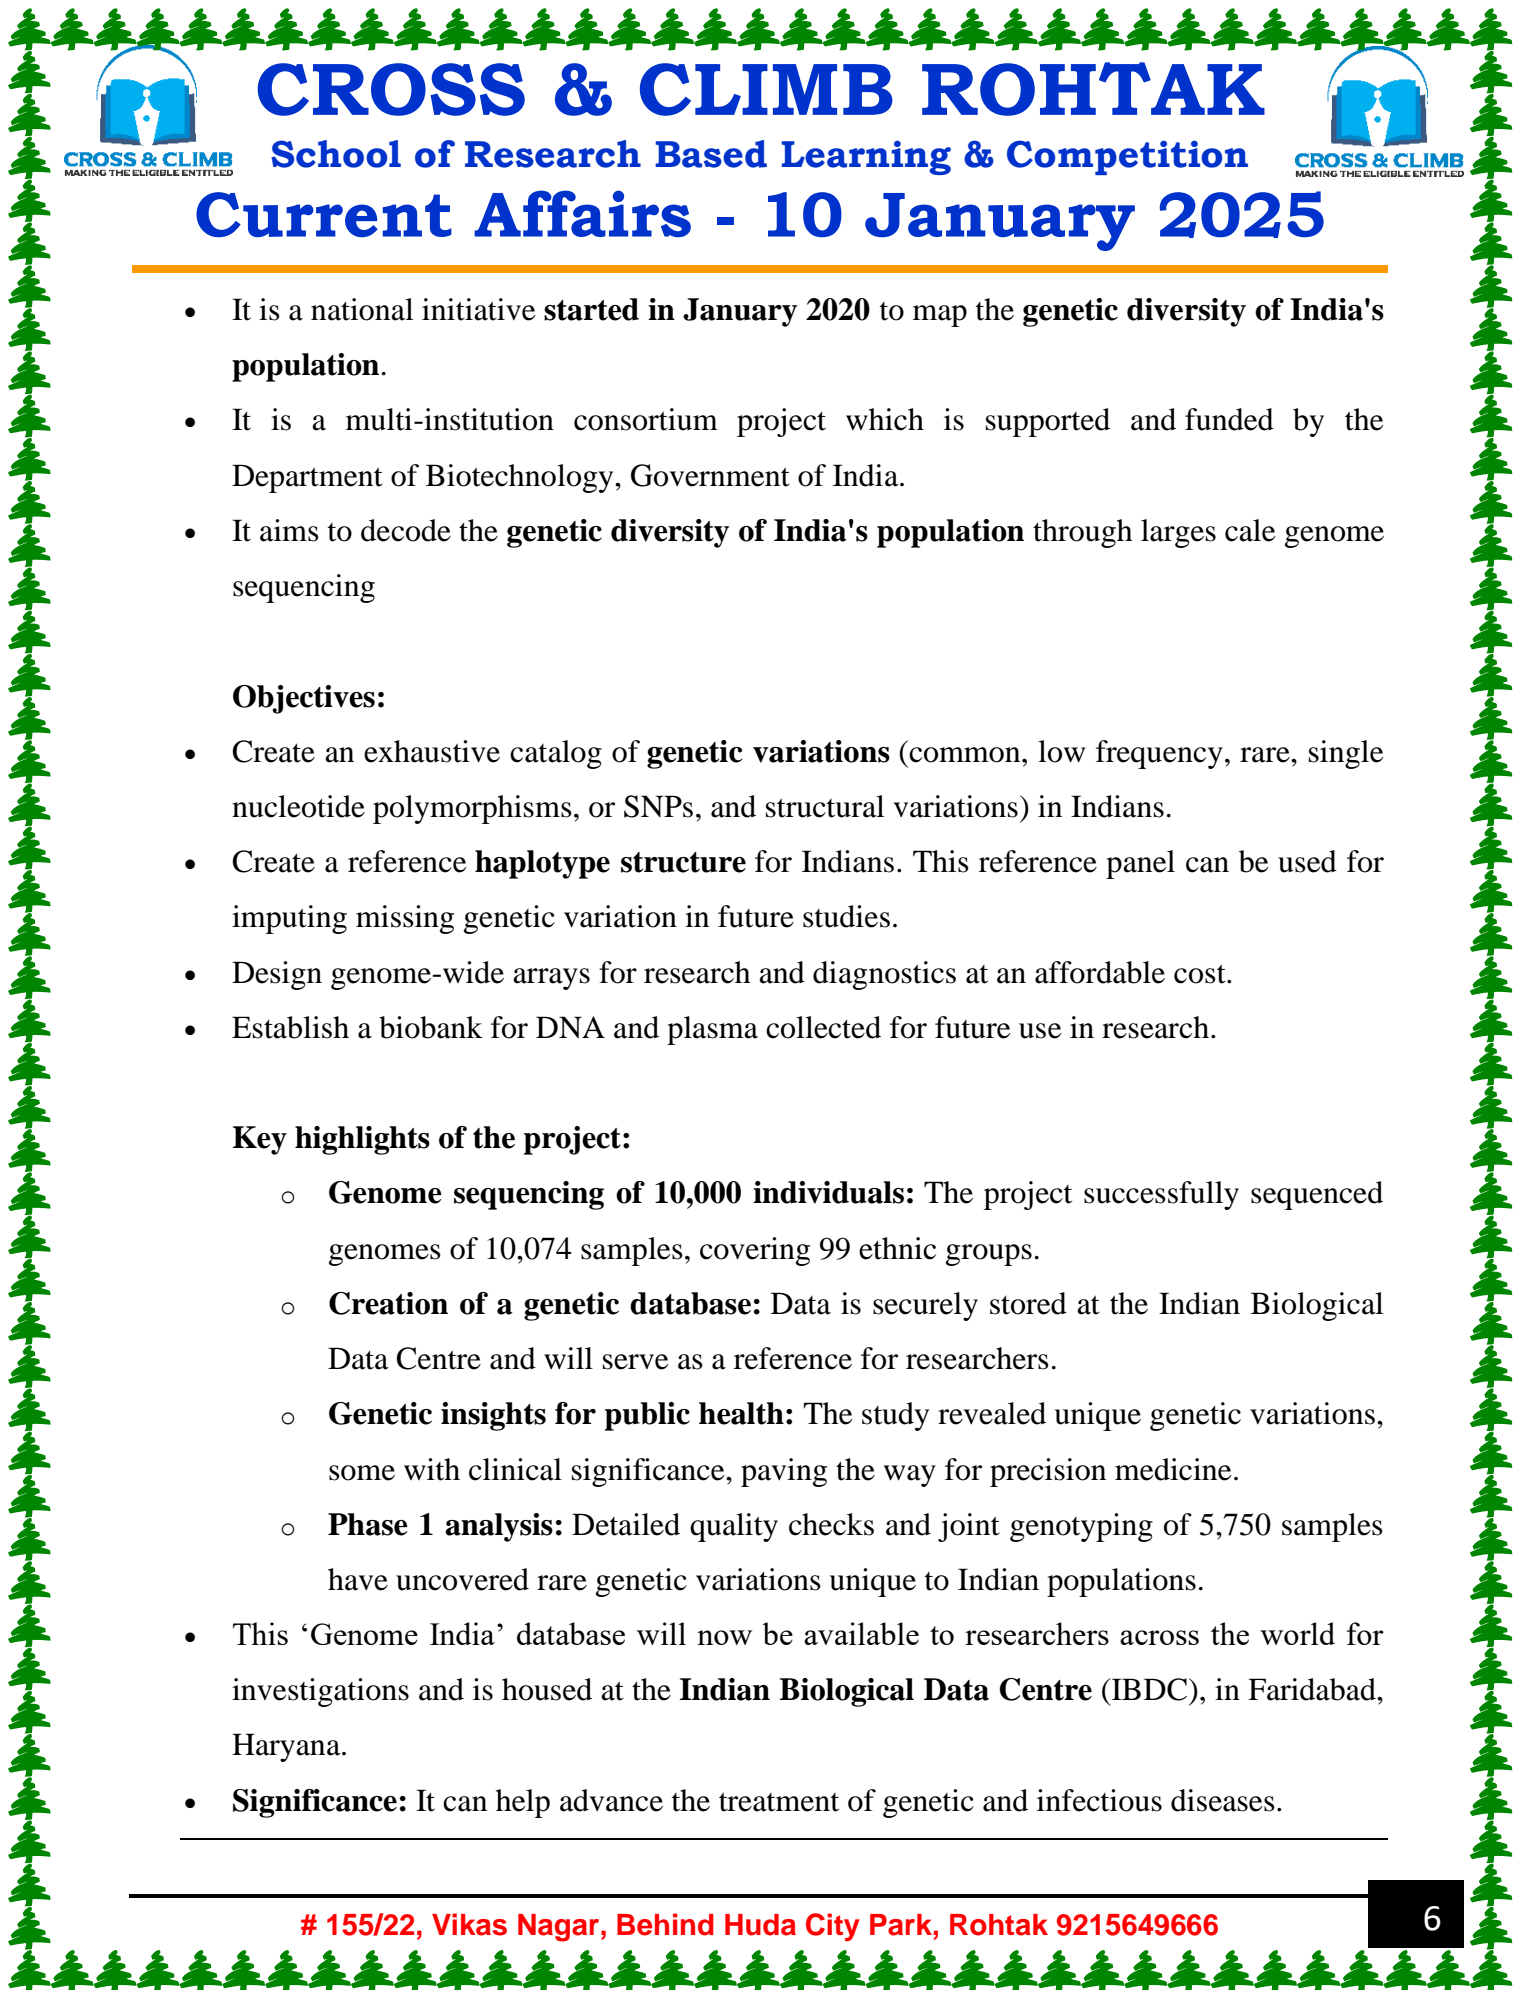 CROSS & CLIMB ROHTAK
CROSS & CLIMB
MAKING THE ELIGIBLE ENTITLED
School of Research Based Learning & Competition
CROSS & CLIMB
MAKING THE ELIGIBLE ENTITLED
Current Affairs - 10 January 2025
• It is a national initiative started in January 2020 to map the genetic diversity of India's
population.
• It is a multi-institution consortium project which is supported and funded by the
Department of Biotechnology, Government of India.
• It aims to decode the genetic diversity of India's population through larges cale genome
sequencing
Objectives:
• Create an exhaustive catalog of genetic variations (common, low frequency, rare, single
nucleotide polymorphisms, or SNPs, and structural variations) in Indians.
• Create a reference haplotype structure for Indians. This reference panel can be used for
imputing missing genetic variation in future studies.
• Design genome-wide arrays for research and diagnostics at an affordable cost.
• Establish a biobank for DNA and plasma collected for future use in research.
Key highlights of the project:
o Genome sequencing of 10,000 individuals: The project successfully sequenced
genomes of 10,074 samples, covering 99 ethnic groups.
o Creation of a genetic database: Data is securely stored at the Indian Biological
Data Centre and will serve as a reference for researchers.
o Genetic insights for public health: The study revealed unique genetic variations,
some with clinical significance, paving the way for precision medicine.
o Phase 1 analysis: Detailed quality checks and joint genotyping of 5,750 samples
have uncovered rare genetic variations unique to Indian populations.
• This ‘Genome India’ database will now be available to researchers across the world for
investigations and is housed at the Indian Biological Data Centre (IBDC), in Faridabad,
Haryana.
• Significance: It can help advance the treatment of genetic and infectious diseases.
# 155/22, Vikas Nagar, Behind Huda City Park, Rohtak 9215649666
6